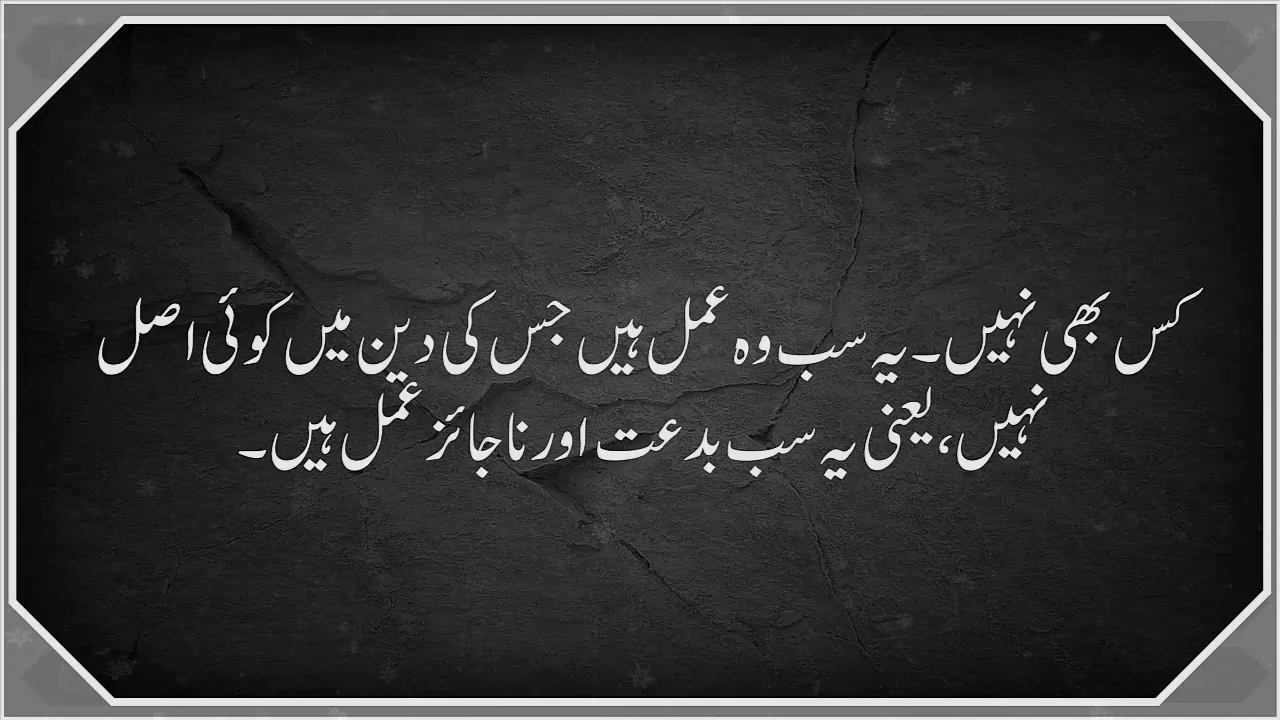 کس بھی نہیں۔ یہ سب وہ عمل ہیں جس کی دین میں کوئی اصل
نہیں، یعنی یہ سب بدعت اور ناجائز عمل ہیں۔